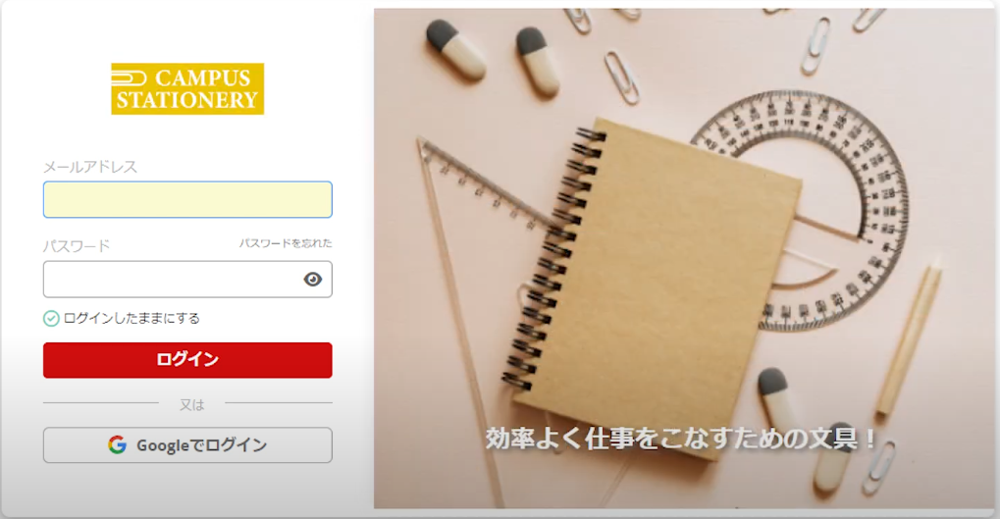 CAMPUS
STATIONERY
メールアドレス
パスワード
パスワードを忘れた
ログインしたままにする
ログイン
又は
Googleでログイン
効率よく仕事をこなすための文具！